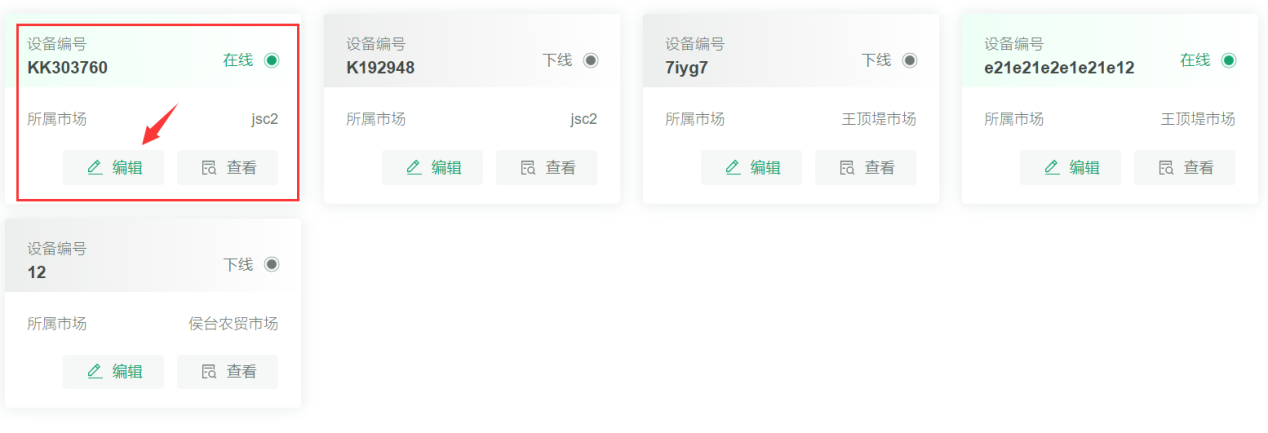 设备编号
KK303760
在线
所属市场
jsc2
编辑
查看
设备编号
K192948
下线
所属市场
jsc2
编辑
查看
设备编号
7iyg7
下线
所属市场
王顶堤市场
编辑
查看
设备编号
e21e21e2e1e21e12
在线
所属市场
王顶堤市场
编辑
查看
设备编号
12
下线
所属市场
侯台农贸市场
编辑
查看